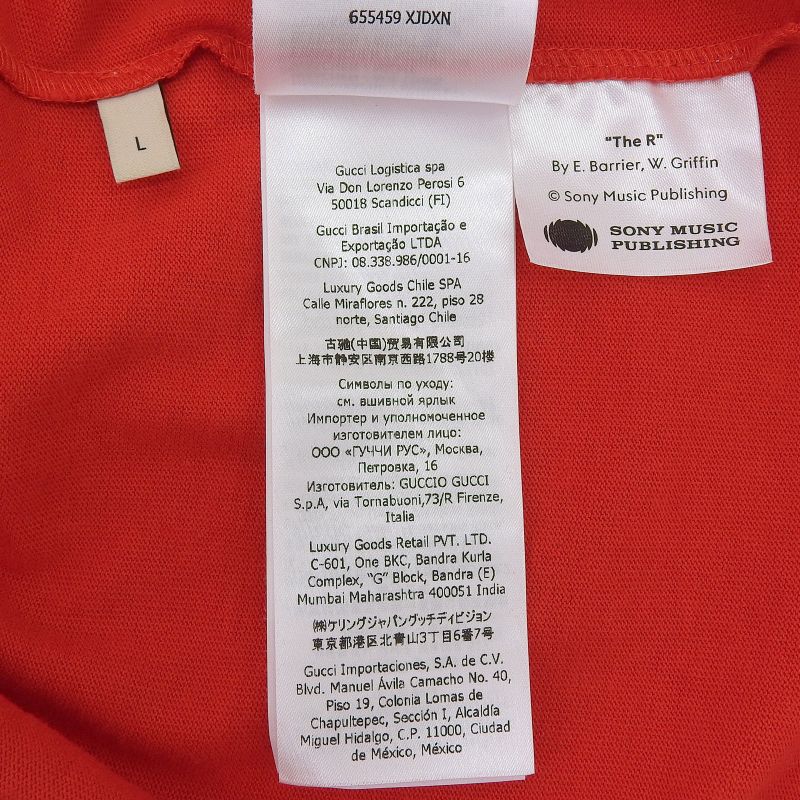 655459 XJDXN
L
"The R"
By E. Barrier, W. Griffin
© Sony Music Publishing
SONY MUSIC
PUBLISHING
Gucci Logistica spa
Via Don Lorenzo Perosi 6
50018 Scandicci (FI)
Gucci Brasil Importação e
Exportação LTDA
CNPJ: 08.338.986/0001-16
Luxury Goods Chile SPA
Calle Miraflores n. 222, piso 28
norte, Santiago Chile
古驰(中国)贸易有限公司
上海市静安区南京西路1788号20楼
Символы по уходу:
см. вшивной ярлык
Импортер и уполномоченное
изготовителем лицо:
ООО «ГУЧЧИ РУС», Москва,
Петровка, 16
Изготовитель: GUCCIO GUCCI
S.p.A, via Tornabuoni,73/R Firenze,
Italia
Luxury Goods Retail PVT. LTD.
C-601, One BKC, Bandra Kurla
Complex, “G” Block, Bandra (E)
Mumbai Maharashtra 400051 India
㈱ケリングジャパングッチディビジョン
東京都港区北青山3丁目6番7号
Gucci Importaciones, S.A. de C.V.
Blvd. Manuel Ávila Camacho No. 40,
Piso 19, Colonia Lomas de
Chapultepec, Sección I, Alcaldía
Miguel Hidalgo, C.P. 11000, Ciudad
de México, México